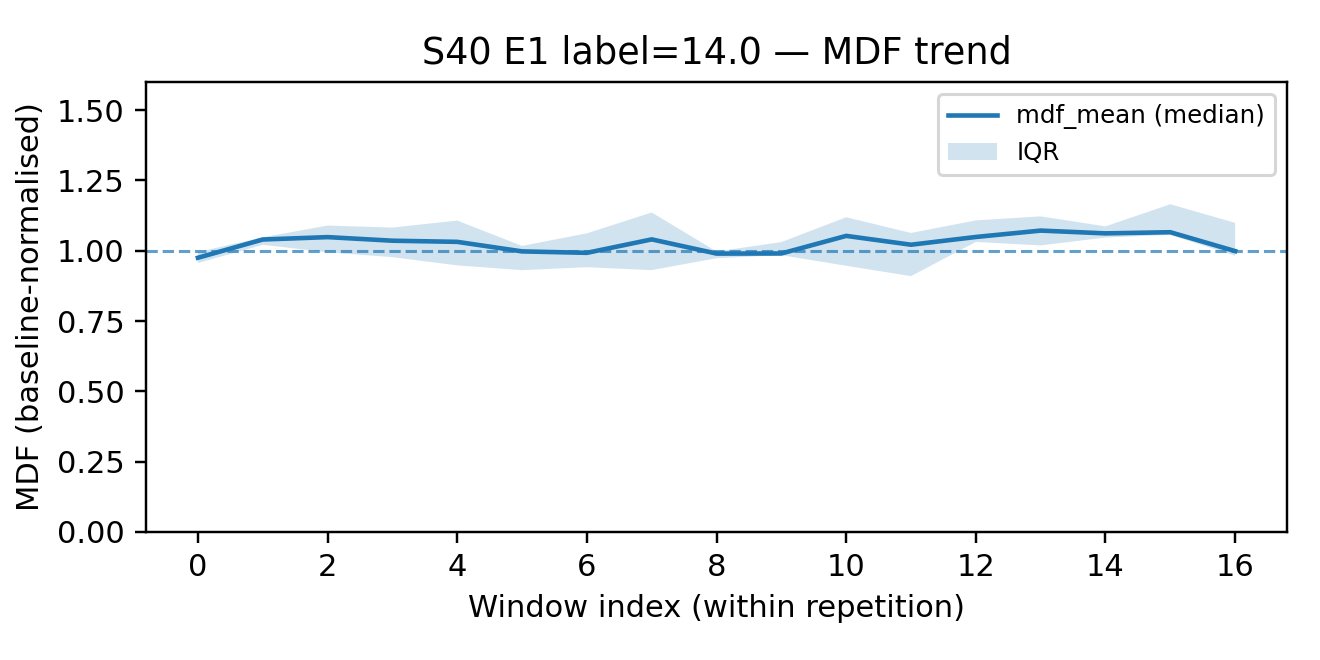 S40 E1 label=14.0 — MDF trend
mdf_mean (median)
IQR
MDF (baseline-normalised)
1.50
1.25
1.00
0.75
0.50
0.25
0.00
0 2 4 6 8 10 12 14 16
Window index (within repetition)